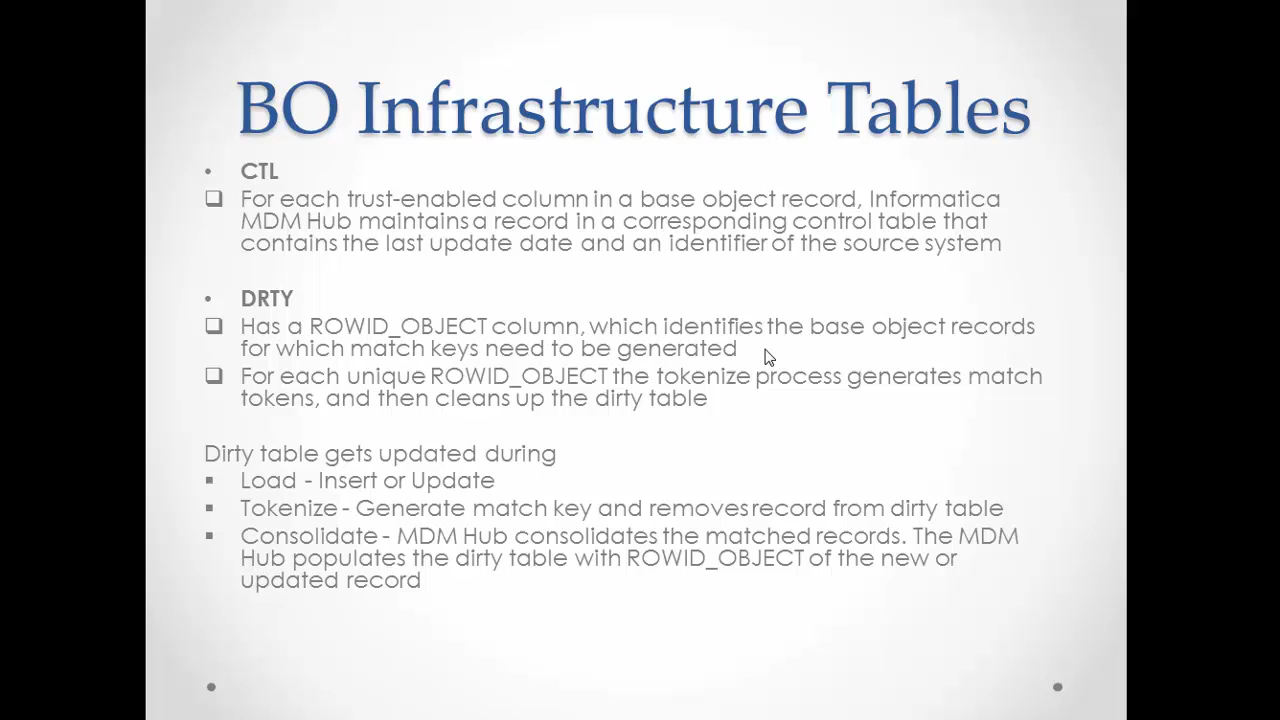 BO Infrastructure Tables
• CTL
❑ For each trust-enabled column in a base object record, Informatica
MDM Hub maintains a record in a corresponding control table that
contains the last update date and an identifier of the source system
• DRTY
❑ Has a ROWID_OBJECT column, which identifies the base object records
for which match keys need to be generated
❑ For each unique ROWID_OBJECT the tokenize process generates match
tokens, and then cleans up the dirty table
Dirty table gets updated during
▪ Load - Insert or Update
▪ Tokenize - Generate match key and removes record from dirty table
▪ Consolidate - MDM Hub consolidates the matched records. The MDM
Hub populates the dirty table with ROWID_OBJECT of the new or
updated record